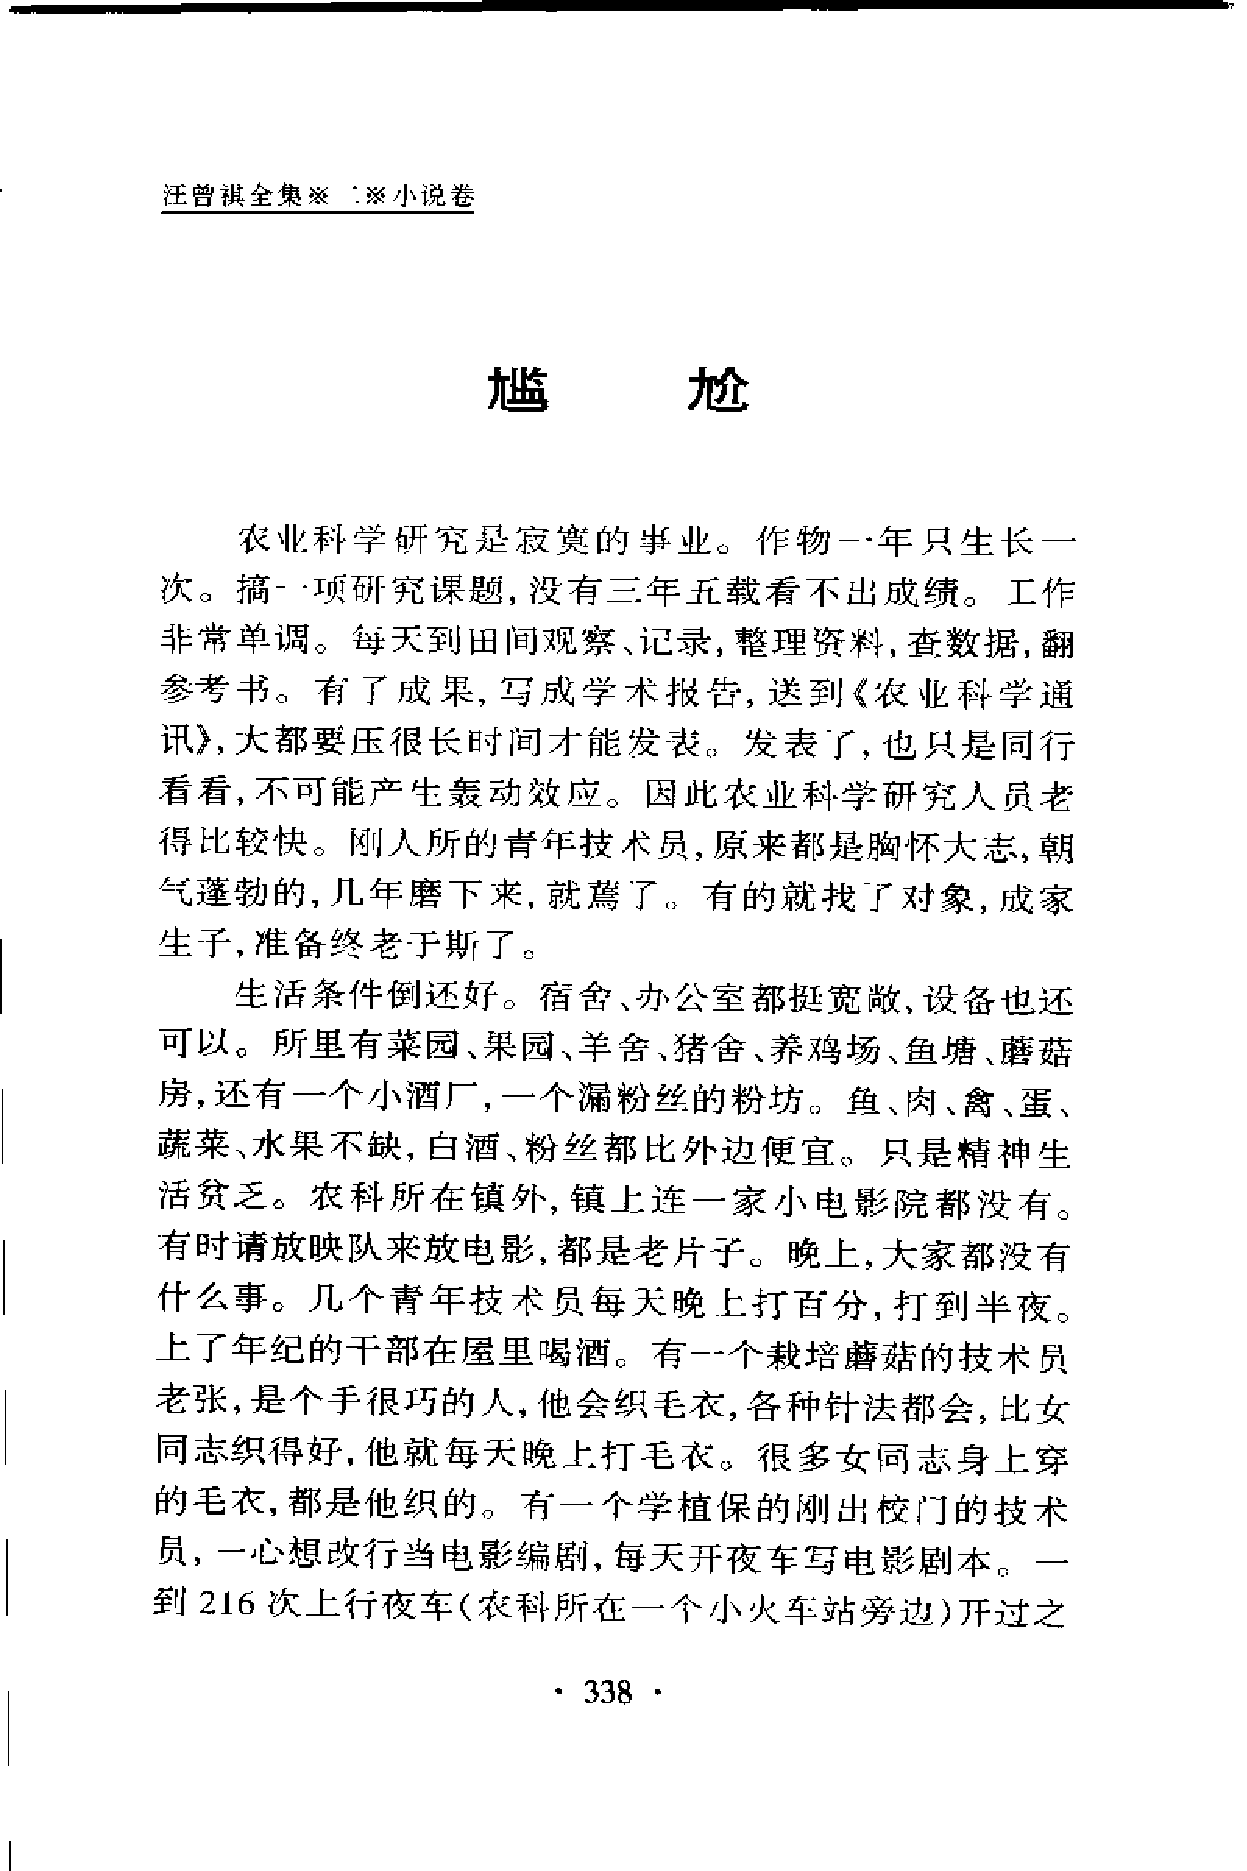 汪曾祺全集※二※小说卷
尴 尬
农业科学研究是寂寞的事业。作物一年只生长一
次。搞一项研究课题,没有三年五载看不出成绩。工作
非常单调。每天到田间观察、记录,整理资料,查数据,翻
参考书。有了成果,写成学术报告,送到《农业科学通
讯》,大都要压很长时间才能发表。发表了,也只是同行
看看,不可能产生轰动效应。因此农业科学研究人员老
得比较快。刚入所的青年技术员,原来都是胸怀大志,朝
气蓬勃的,几年磨下来,就蔫了。有的就找了对象,成家
生子,准备终老于斯了。
生活条件倒还好。宿舍、办公室都挺宽敞,设备也还
可以。所里有菜园、果园、羊舍、猪舍、养鸡场、鱼塘、蘑菇
房,还有一个小酒厂,一个漏粉丝的粉坊。鱼、肉、禽、蛋、
蔬菜、水果不缺,白酒、粉丝都比外边便宜。只是精神生
活贫乏。农科所在镇外,镇上连一家小电影院都没有。
有时请放映队来放电影,都是老片子。晚上,大家都没有
什么事。几个青年技术员每天晚上打百分,打到半夜。
上了年纪的干部在屋里喝酒。有一个栽培蘑菇的技术员
老张,是个手很巧的人,他会织毛衣,各种针法都会,比女
同志织得好,他就每天晚上打毛衣。很多女同志身上穿
的毛衣,都是他织的。有一个学植保的刚出校门的技术
员,一心想改行当电影编剧,每天开夜车写电影剧本。一
到216次上行夜车(农科所在一个小火车站旁边)开过之
· 338 ·